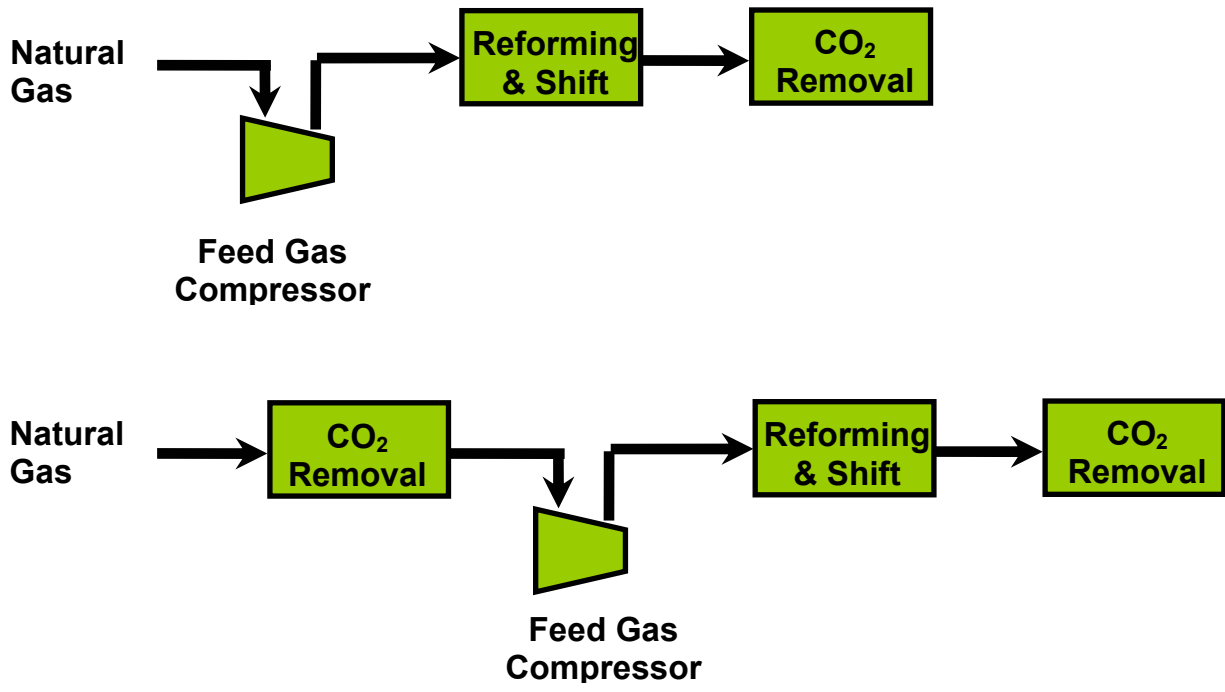 Natural
Gas
Reforming
& Shift
CO₂
Removal
Feed Gas
Compressor
Natural
Gas
CO₂
Removal
Reforming
& Shift
CO₂
Removal
Feed Gas
Compressor